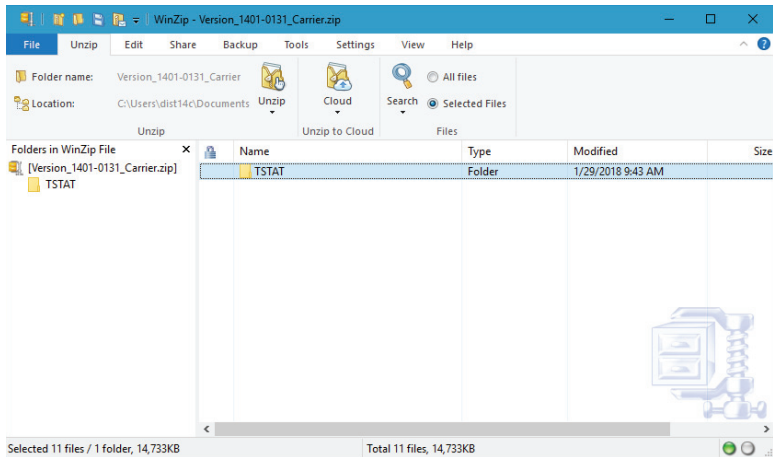 WinZip - Version_1401-0131_Carrier.zip
File Unzip Edit Share Backup Tools Settings View Help
Folder name: Version_1401-0131_Carrier
Location: C:\Users\dist14c\Documents
Unzip
Cloud
Search
All files
Selected Files
Unzip
Unzip to Cloud
Files
Folders in WinZip File
[Version_1401-0131_Carrier.zip]
TSTAT
Name Type Modified Size
TSTAT Folder 1/29/2018 9:43 AM
Selected 11 files / 1 folder, 14,733KB
Total 11 files, 14,733KB